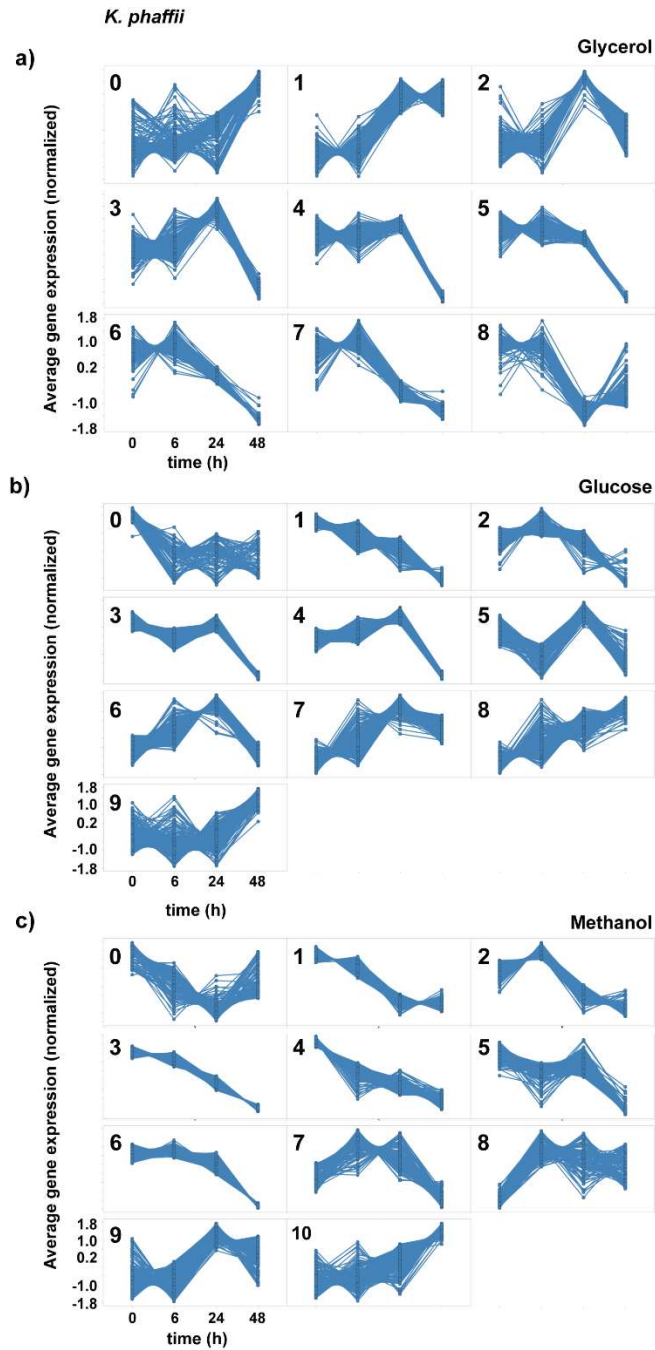 K. phaffii
a)
Glycerol
0 1 2
3 4 5
6 7 8
Average gene expression (normalized)
1.8
1.0
0.2
-1.0
-1.8
0 6 24 48
time (h)
b)
Glucose
0 1 2
3 4 5
6 7 8
9
Average gene expression (normalized)
1.8
1.0
0.2
-1.0
-1.8
0 6 24 48
time (h)
c)
Methanol
0 1 2
3 4 5
6 7 8
9 10
Average gene expression (normalized)
1.8
1.0
0.2
-1.0
-1.8
0 6 24 48
time (h)